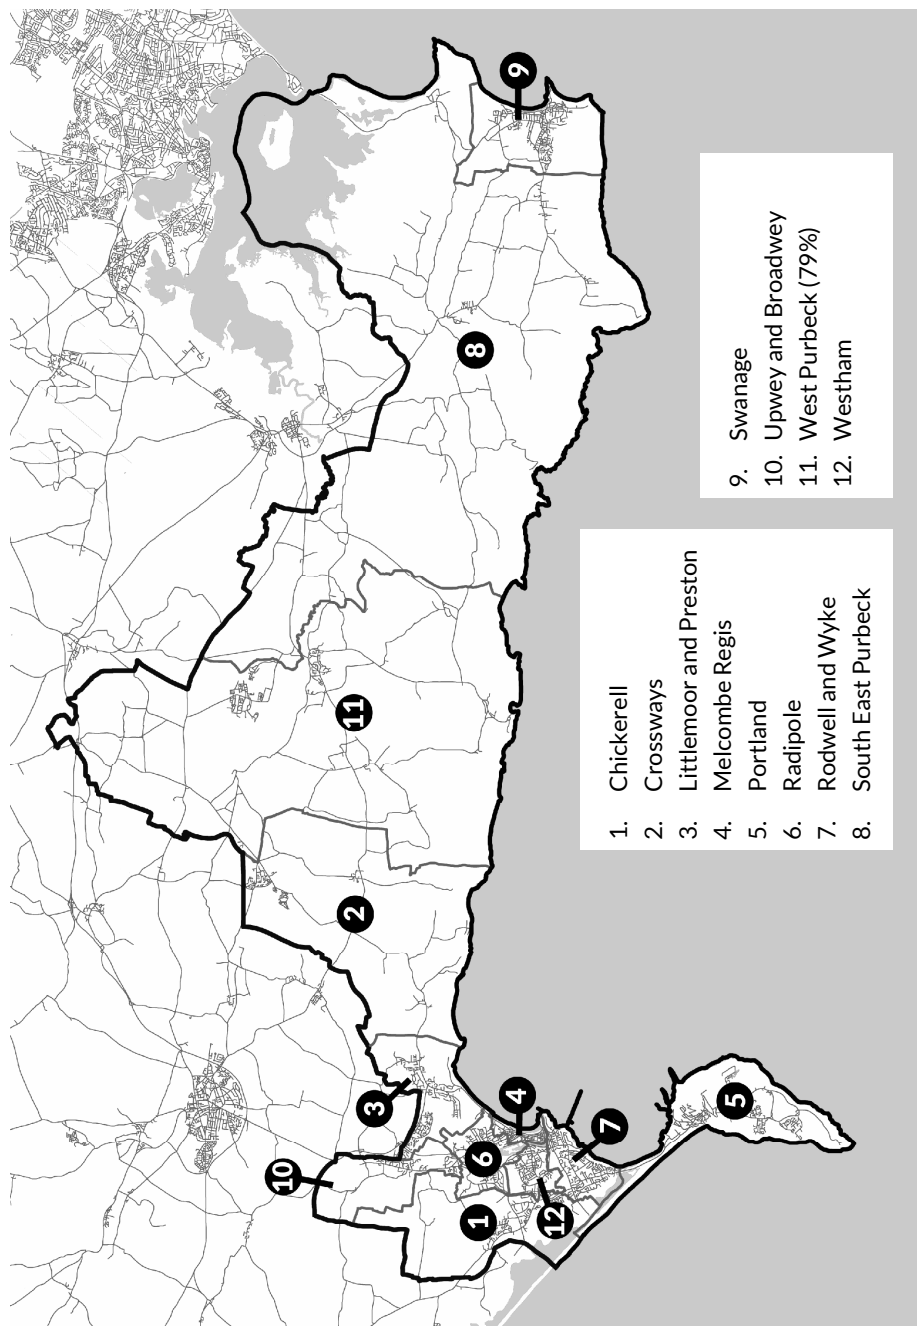 1. Chickerell
2. Crossways
3. Littlemoor and Preston
4. Melcombe Regis
5. Portland
6. Radipole
7. Rodwell and Wyke
8. South East Purbeck
9. Swanage
10. Upwey and Broadwey
11. West Purbeck (79%)
12. Westham
10
3
1
12
6
4
7
5
2
11
8
9